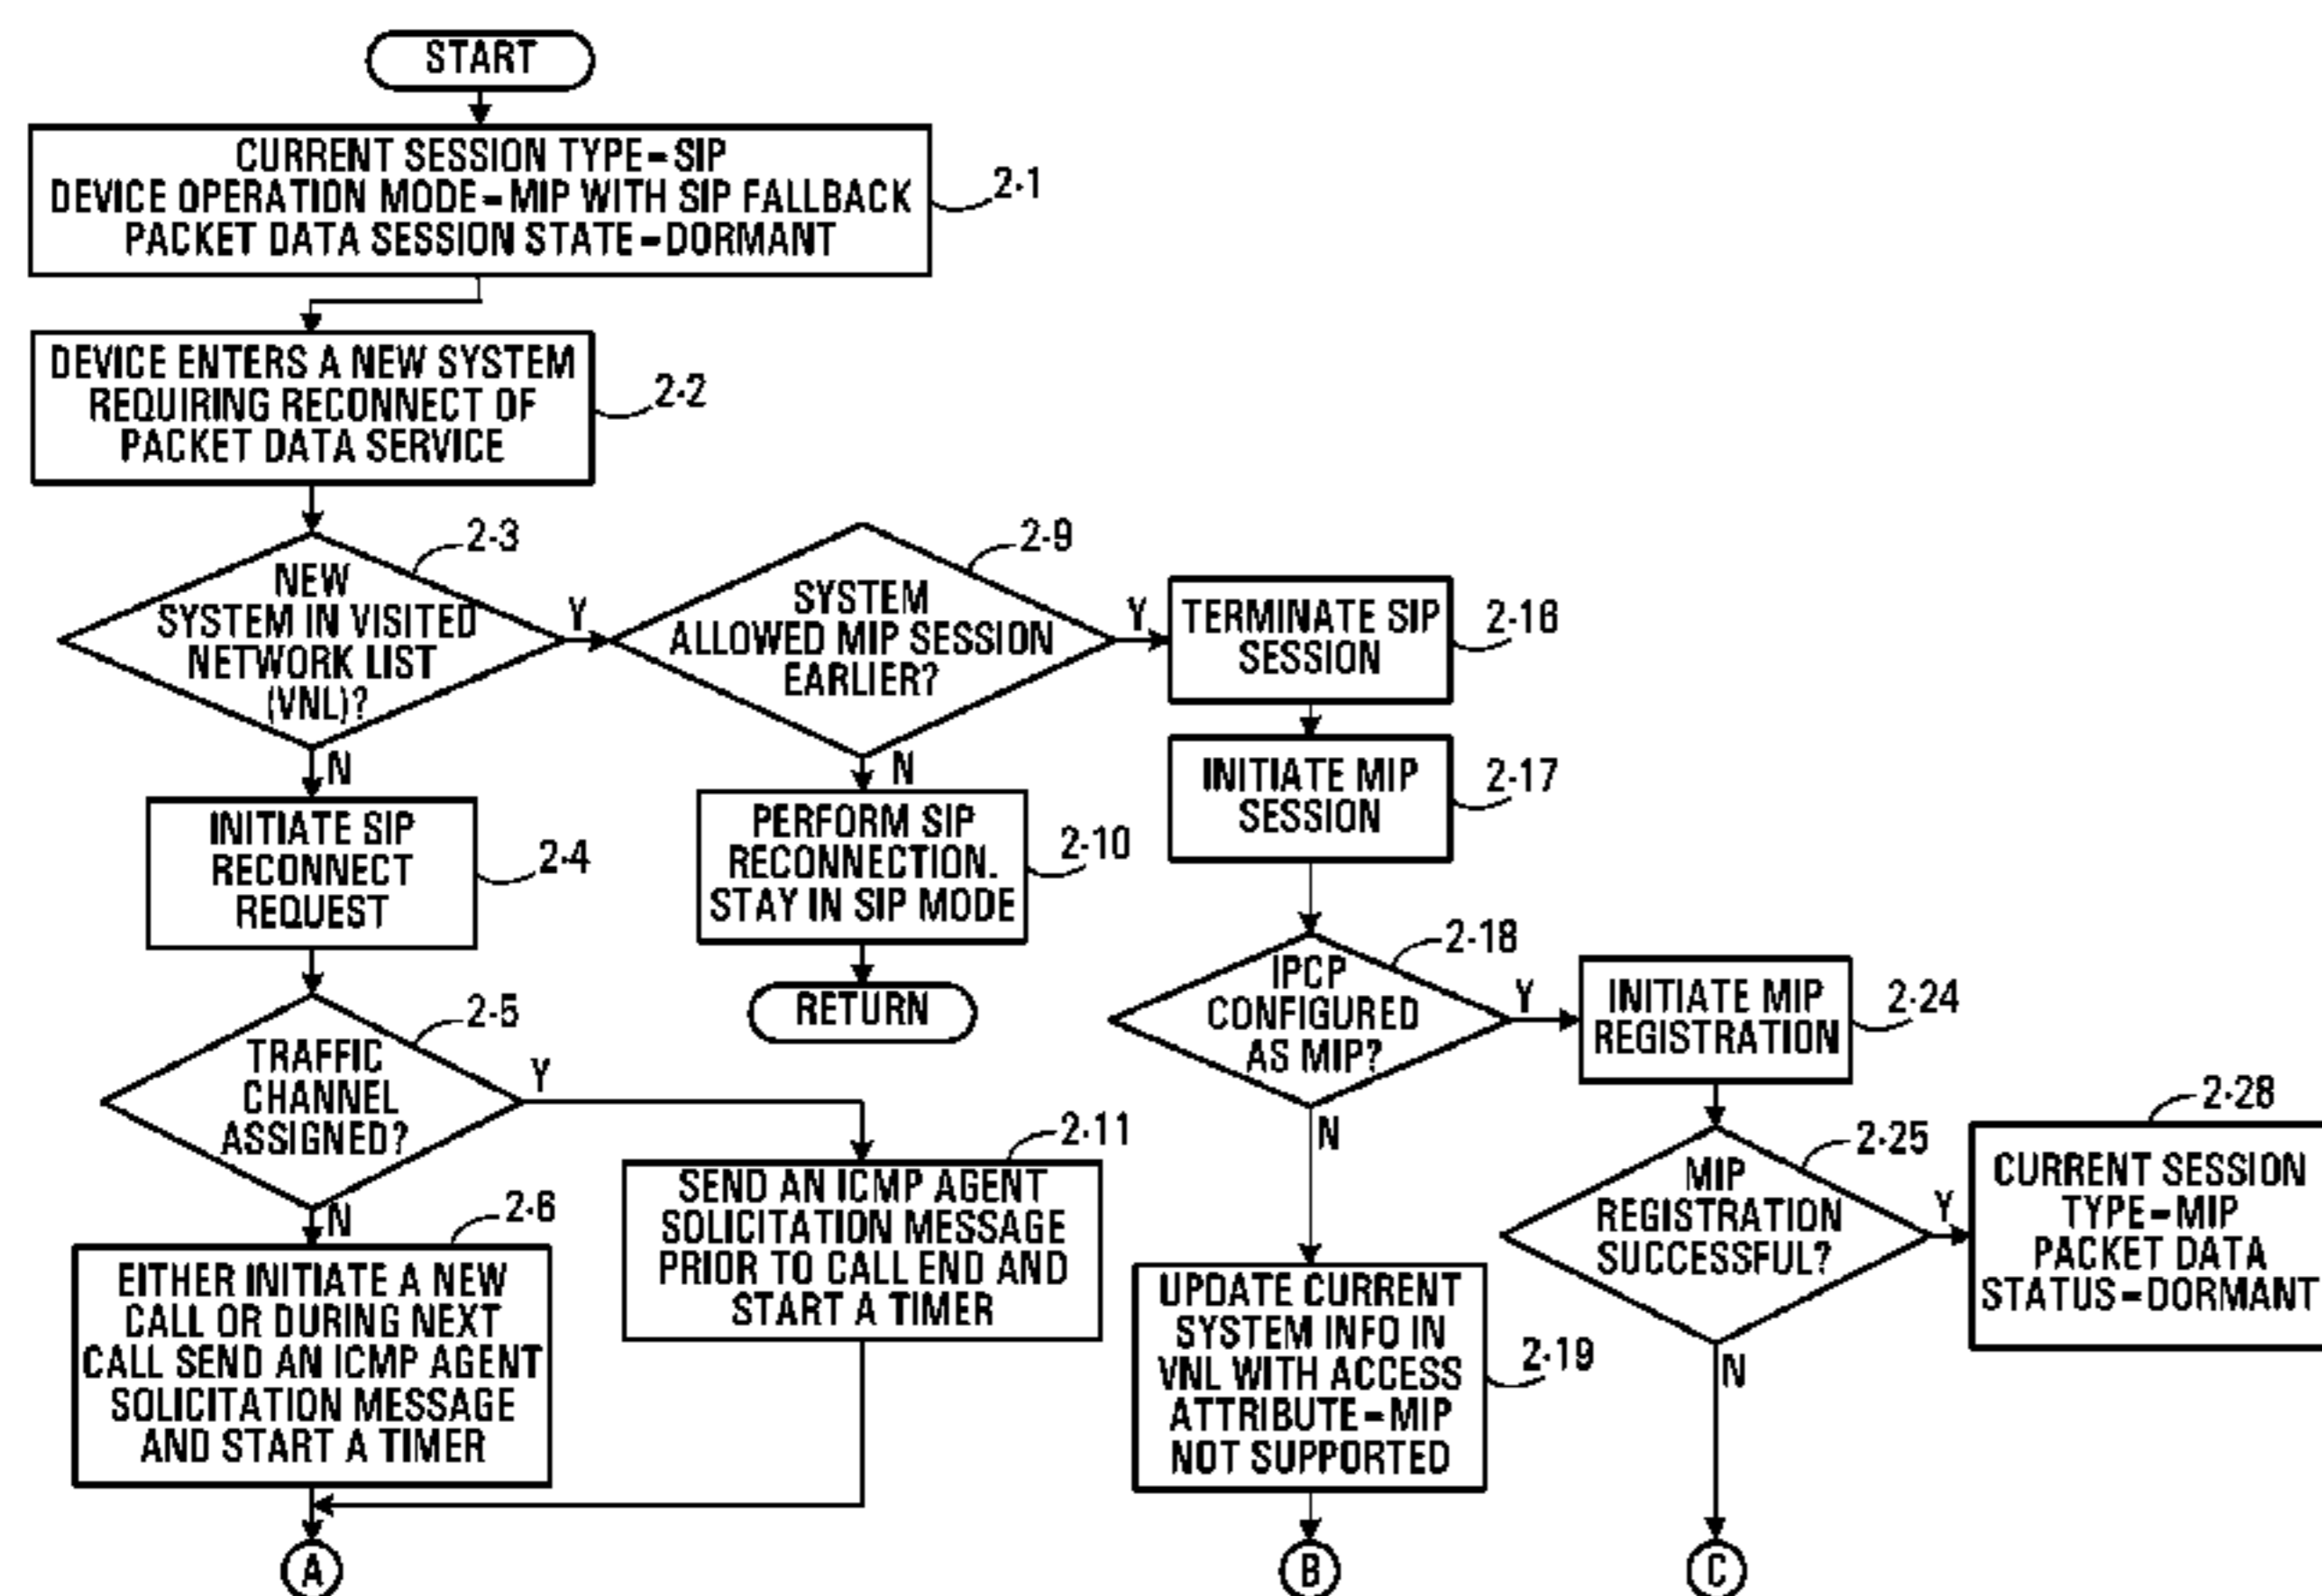 START
CURRENT SESSION TYPE=SIP
DEVICE OPERATION MODE=MIP WITH SIP FALLBACK
PACKET DATA SESSION STATE=DORMANT
2-1
DEVICE ENTERS A NEW SYSTEM
REQUIRING RECONNECT OF
PACKET DATA SERVICE
2-2
NEW
SYSTEM IN VISITED
NETWORK LIST
(VNL)?
2-3
Y
N
SYSTEM
ALLOWED MIP SESSION
EARLIER?
2-9
Y
N
TERMINATE SIP
SESSION
2-16
INITIATE MIP
SESSION
2-17
INITIATE SIP
RECONNECT
REQUEST
2-4
PERFORM SIP
RECONNECTION.
STAY IN SIP MODE
2-10
RETURN
IPCP
CONFIGURED
AS MIP?
2-18
Y
N
INITIATE MIP
REGISTRATION
2-24
TRAFFIC
CHANNEL
ASSIGNED?
2-5
Y
N
SEND AN ICMP AGENT
SOLICITATION MESSAGE
PRIOR TO CALL END AND
START A TIMER
2-11
MIP
REGISTRATION
SUCCESSFUL?
2-25
Y
N
CURRENT SESSION
TYPE=MIP
PACKET DATA
STATUS=DORMANT
2-28
EITHER INITIATE A NEW
CALL OR DURING NEXT
CALL SEND AN ICMP AGENT
SOLICITATION MESSAGE
AND START A TIMER
2-6
UPDATE CURRENT
SYSTEM INFO IN
VNL WITH ACCESS
ATTRIBUTE=MIP
NOT SUPPORTED
2-19
A
B
C